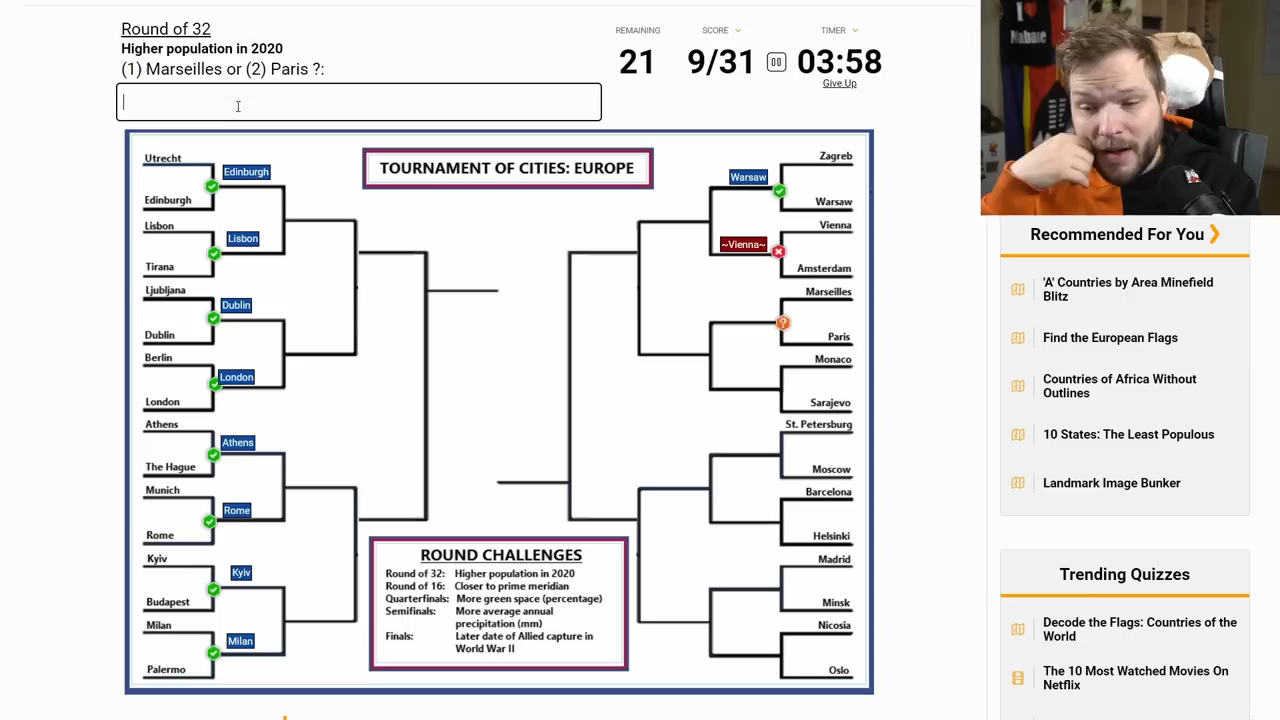 Round of 32
Higher population in 2020
(1) Marseilles or (2) Paris ?:
REMAINING
21
SCORE
9/31
TIMER
03:58
Give Up
TOURNAMENT OF CITIES: EUROPE
Utrecht
Edinburgh
Edinburgh
Lisbon
Lisbon
Tirana
Ljubljana
Dublin
Dublin
Berlin
London
London
Athens
Athens
The Hague
Munich
Rome
Rome
Kyiv
Kyiv
Budapest
Milan
Milan
Palermo
Zagreb
Warsaw
Warsaw
Vienna
~Vienna~
Amsterdam
Marseilles
Paris
Monaco
Sarajevo
St. Petersburg
Moscow
Barcelona
Helsinki
Madrid
Minsk
Nicosia
Oslo
ROUND CHALLENGES
Round of 32: Higher population in 2020
Round of 16: Closer to prime meridian
Quarterfinals: More green space (percentage)
Semifinals: More average annual
precipitation (mm)
Finals: Later date of Allied capture in
World War II
I
Mabare
Recommended For You
'A' Countries by Area Minefield
Blitz
Find the European Flags
Countries of Africa Without
Outlines
10 States: The Least Populous
Landmark Image Bunker
Trending Quizzes
Decode the Flags: Countries of the
World
The 10 Most Watched Movies On
Netflix